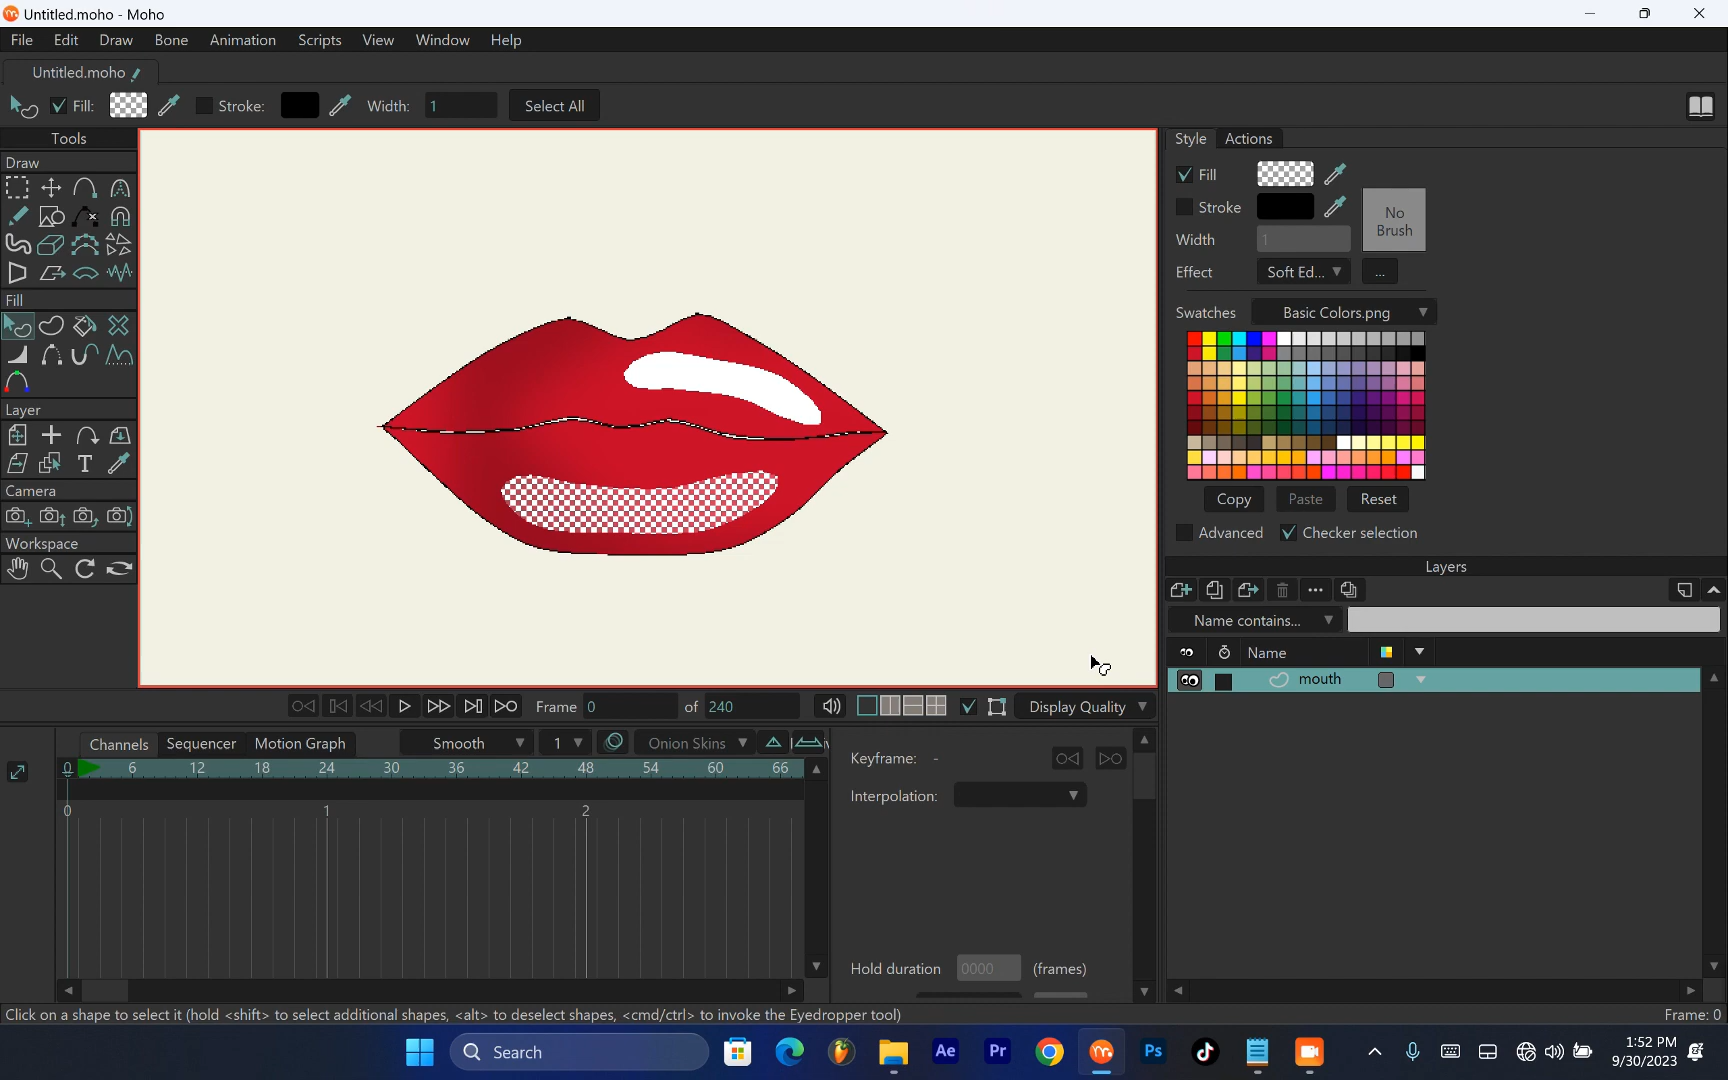 Untitled.moho - Moho
File Edit Draw Bone Animation Scripts View Window Help
Untitled.moho
Fill: Stroke: Width: 1 Select All
Tools
Draw
Fill
Layer
T
Camera
Workspace
Style Actions
Fill
Stroke
No
Brush
Width 1
Effect Soft Ed... ...
Swatches Basic Colors.png
Copy Paste Reset
Advanced Checker selection
Layers
Name contains...
Name
mouth
Frame 0 of 240 Display Quality
Channels Sequencer Motion Graph Smooth 1 Onion Skins
0 6 12 18 24 30 36 42 48 54 60 66
0 1 2
Keyframe: -
Interpolation:
Hold duration 0000 (frames)
Click on a shape to select it (hold <shift> to select additional shapes, <alt> to deselect shapes, <cmd/ctrl> to invoke the Eyedropper tool) Frame: 0
Search Ae Pr Ps 1:52 PM
9/30/2023